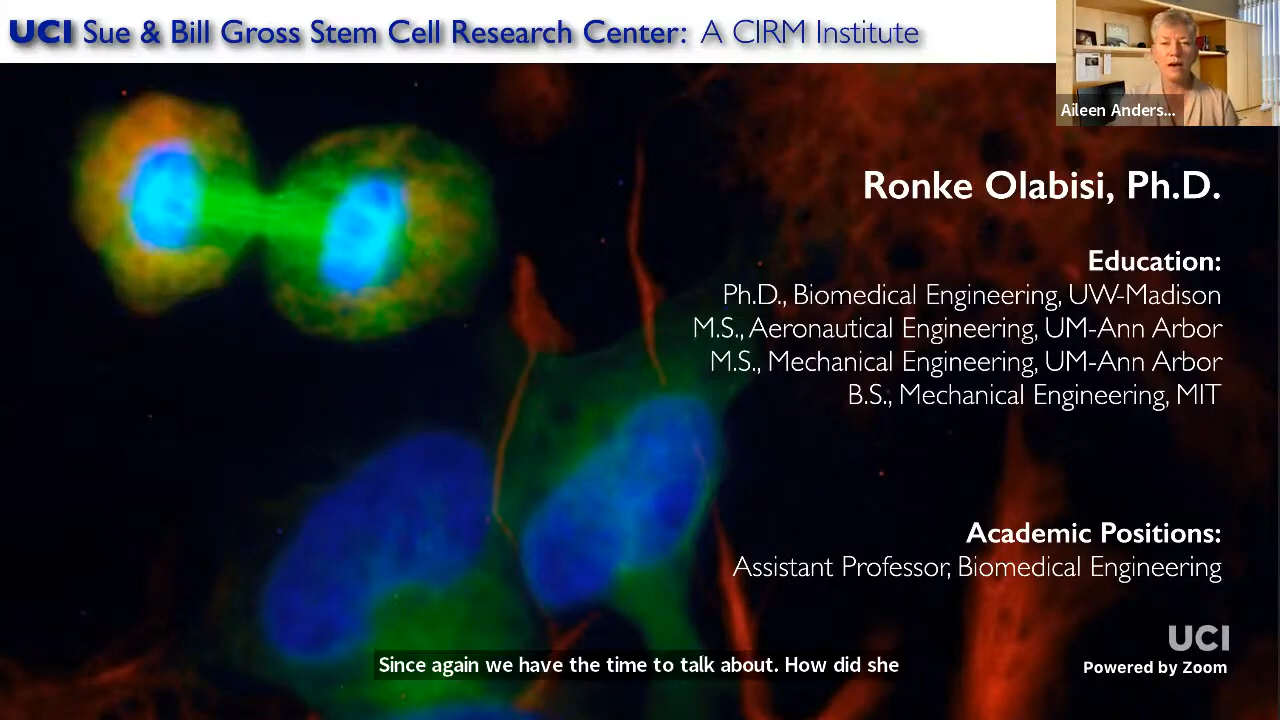 UCI Sue & Bill Gross Stem Cell Research Center: A CIRM Institute
Aileen Anders...
Ronke Olabisi, Ph.D.
Education:
Ph.D., Biomedical Engineering, UW-Madison
M.S., Aeronautical Engineering, UM-Ann Arbor
M.S., Mechanical Engineering, UM-Ann Arbor
B.S., Mechanical Engineering, MIT
Academic Positions:
Assistant Professor, Biomedical Engineering
UCI
Since again we have the time to talk about. How did she
Powered by Zoom